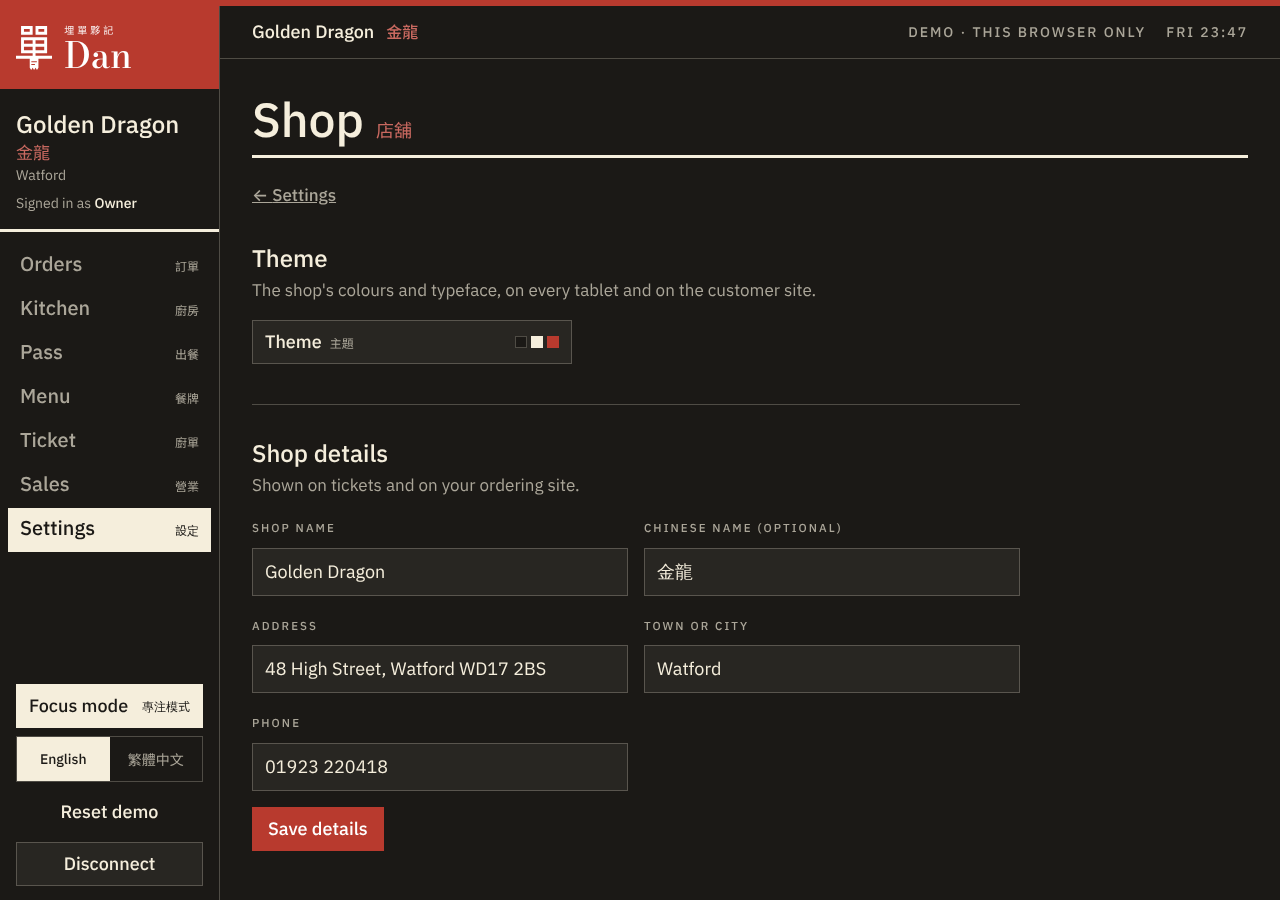 單 埋單夥記
Dan
Golden Dragon
金龍
Watford
Signed in as Owner
Orders 訂單
Kitchen 廚房
Pass 出餐
Menu 餐牌
Ticket 廚單
Sales 營業
Settings 設定
Focus mode 專注模式
English 繁體中文
Reset demo
Disconnect
Golden Dragon 金龍 DEMO · THIS BROWSER ONLY FRI 23:47
Shop 店舖
← Settings
Theme
The shop's colours and typeface, on every tablet and on the customer site.
Theme 主題
Shop details
Shown on tickets and on your ordering site.
SHOP NAME CHINESE NAME (OPTIONAL)
Golden Dragon 金龍
ADDRESS TOWN OR CITY
48 High Street, Watford WD17 2BS Watford
PHONE
01923 220418
Save details